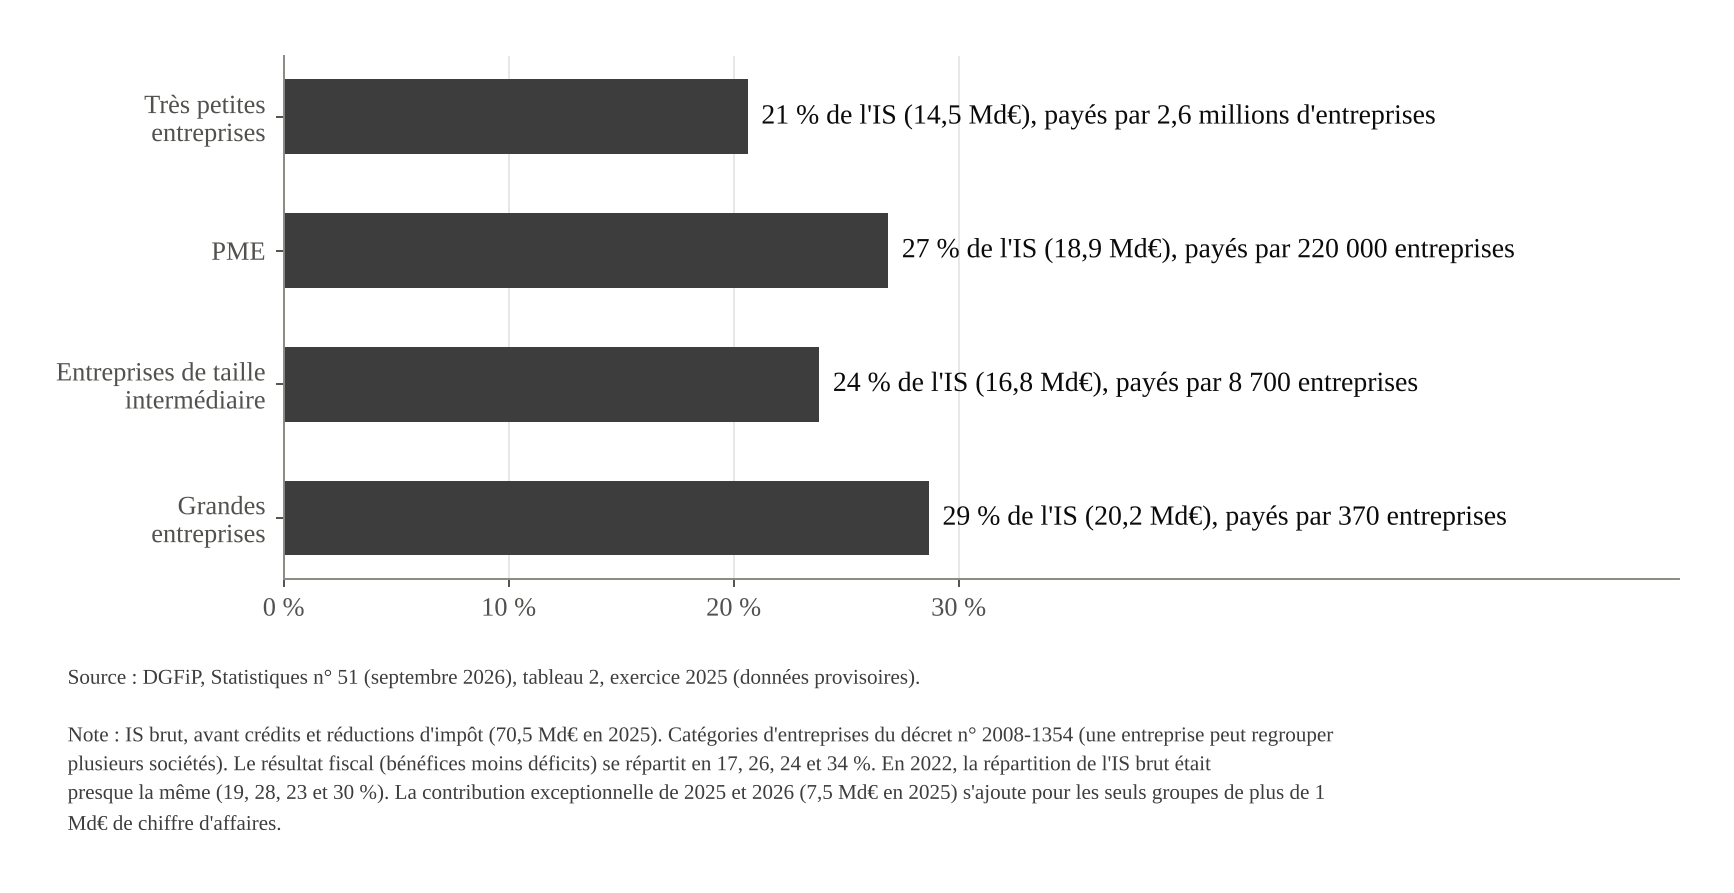 Très petites
entreprises
21 % de l'IS (14,5 Md€), payés par 2,6 millions d'entreprises
PME
27 % de l'IS (18,9 Md€), payés par 220 000 entreprises
Entreprises de taille
intermédiaire
24 % de l'IS (16,8 Md€), payés par 8 700 entreprises
Grandes
entreprises
29 % de l'IS (20,2 Md€), payés par 370 entreprises
0 %
10 %
20 %
30 %
Source : DGFiP, Statistiques n° 51 (septembre 2026), tableau 2, exercice 2025 (données provisoires).
Note : IS brut, avant crédits et réductions d'impôt (70,5 Md€ en 2025). Catégories d'entreprises du décret n° 2008-1354 (une entreprise peut regrouper
plusieurs sociétés). Le résultat fiscal (bénéfices moins déficits) se répartit en 17, 26, 24 et 34 %. En 2022, la répartition de l'IS brut était
presque la même (19, 28, 23 et 30 %). La contribution exceptionnelle de 2025 et 2026 (7,5 Md€ en 2025) s'ajoute pour les seuls groupes de plus de 1
Md€ de chiffre d'affaires.